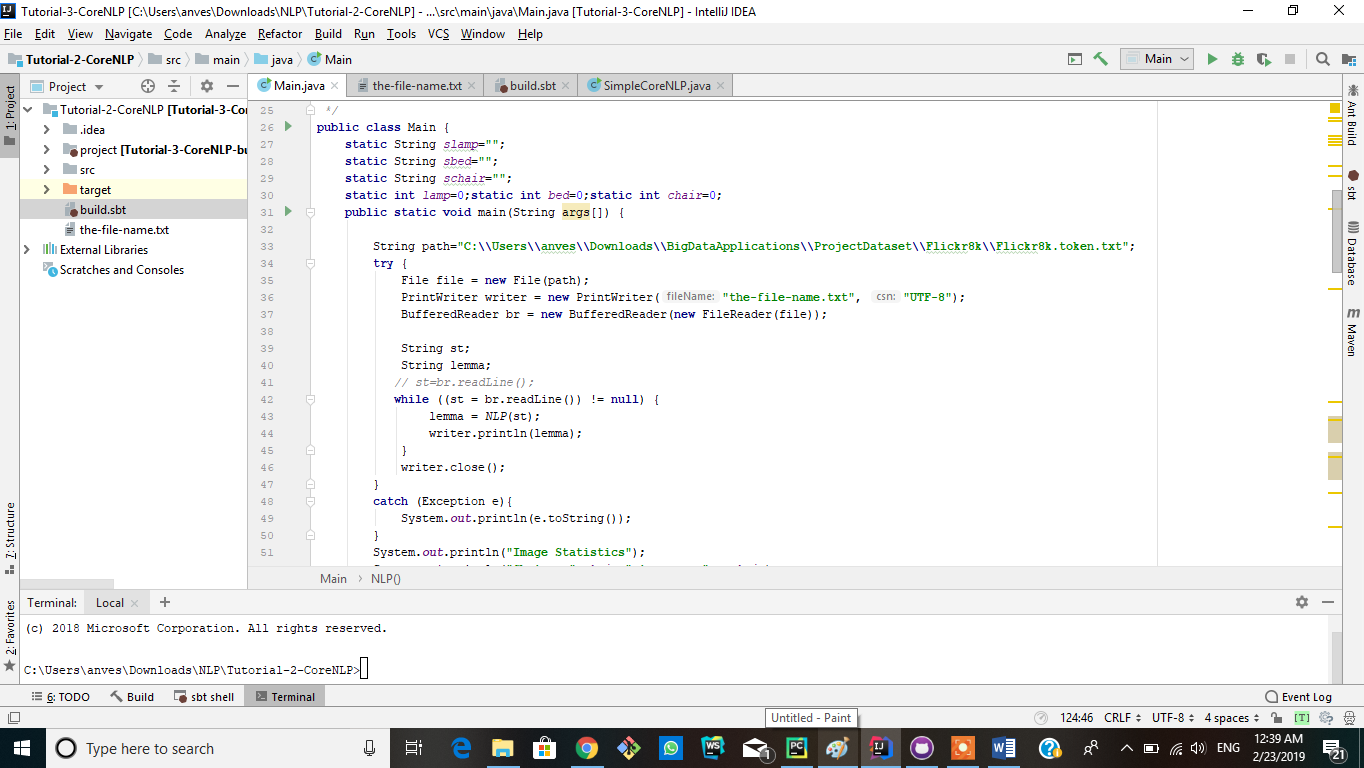 Tutorial-3-CoreNLP [C:\Users\anves\Downloads\NLP\Tutorial-2-CoreNLP] - ...\src\main\java\Main.java [Tutorial-3-CoreNLP] - IntelliJ IDEA
File Edit View Navigate Code Analyze Refactor Build Run Tools VCS Window Help
Tutorial-2-CoreNLP src main java Main
Main
Project
Main.java the-file-name.txt build.sbt SimpleCoreNLP.java
1: Project
Tutorial-2-CoreNLP [Tutorial-3-Co
.idea
project [Tutorial-3-CoreNLP-bu
src
target
build.sbt
the-file-name.txt
External Libraries
Scratches and Consoles
25 */
26 public class Main {
27 static String slamp="";
28 static String sbed="";
29 static String schair="";
30 static int lamp=0;static int bed=0;static int chair=0;
31 public static void main(String args[]) {
32
33 String path="C:\\Users\\anves\\Downloads\\BigDataApplications\\ProjectDataset\\Flickr8k\\Flickr8k.token.txt";
34 try {
35 File file = new File(path);
36 PrintWriter writer = new PrintWriter( fileName: "the-file-name.txt", csn: "UTF-8");
37 BufferedReader br = new BufferedReader(new FileReader(file));
38
39 String st;
40 String lemma;
41 // st=br.readLine();
42 while ((st = br.readLine()) != null) {
43 lemma = NLP(st);
44 writer.println(lemma);
45 }
46 writer.close();
47 }
48 catch (Exception e){
49 System.out.println(e.toString());
50 }
51 System.out.println("Image Statistics");
Main NLP()
Ant Build
sbt
Database
m Maven
7: Structure
2: Favorites
Terminal: Local
(c) 2018 Microsoft Corporation. All rights reserved.
C:\Users\anves\Downloads\NLP\Tutorial-2-CoreNLP>
6: TODO Build sbt shell Terminal Event Log
Untitled - Paint
124:46 CRLF UTF-8 4 spaces [T]
Type here to search
WS
1
PC
IJ
W
ENG
12:39 AM
2/23/2019
21